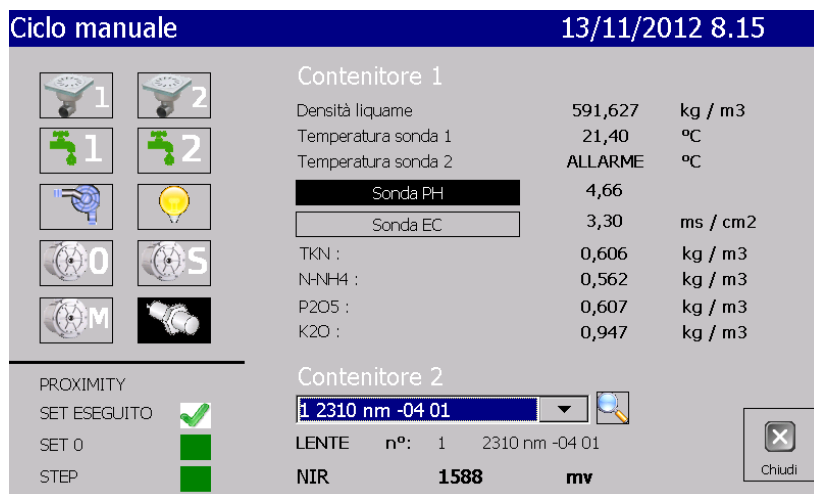 Ciclo manuale 13/11/2012 8.15
1 2
1 2
0 S
M
PROXIMITY
SET ESEGUITO
SET 0
STEP
Contenitore 1
Densità liquame 591,627 kg / m3
Temperatura sonda 1 21,40 ºC
Temperatura sonda 2 ALLARME ºC
Sonda PH 4,66
Sonda EC 3,30 ms / cm2
TKN : 0,606 kg / m3
N-NH4 : 0,562 kg / m3
P2O5 : 0,607 kg / m3
K2O : 0,947 kg / m3
Contenitore 2
1 2310 nm -04 01
LENTE nº: 1 2310 nm -04 01
NIR 1588 mv
Chiudi